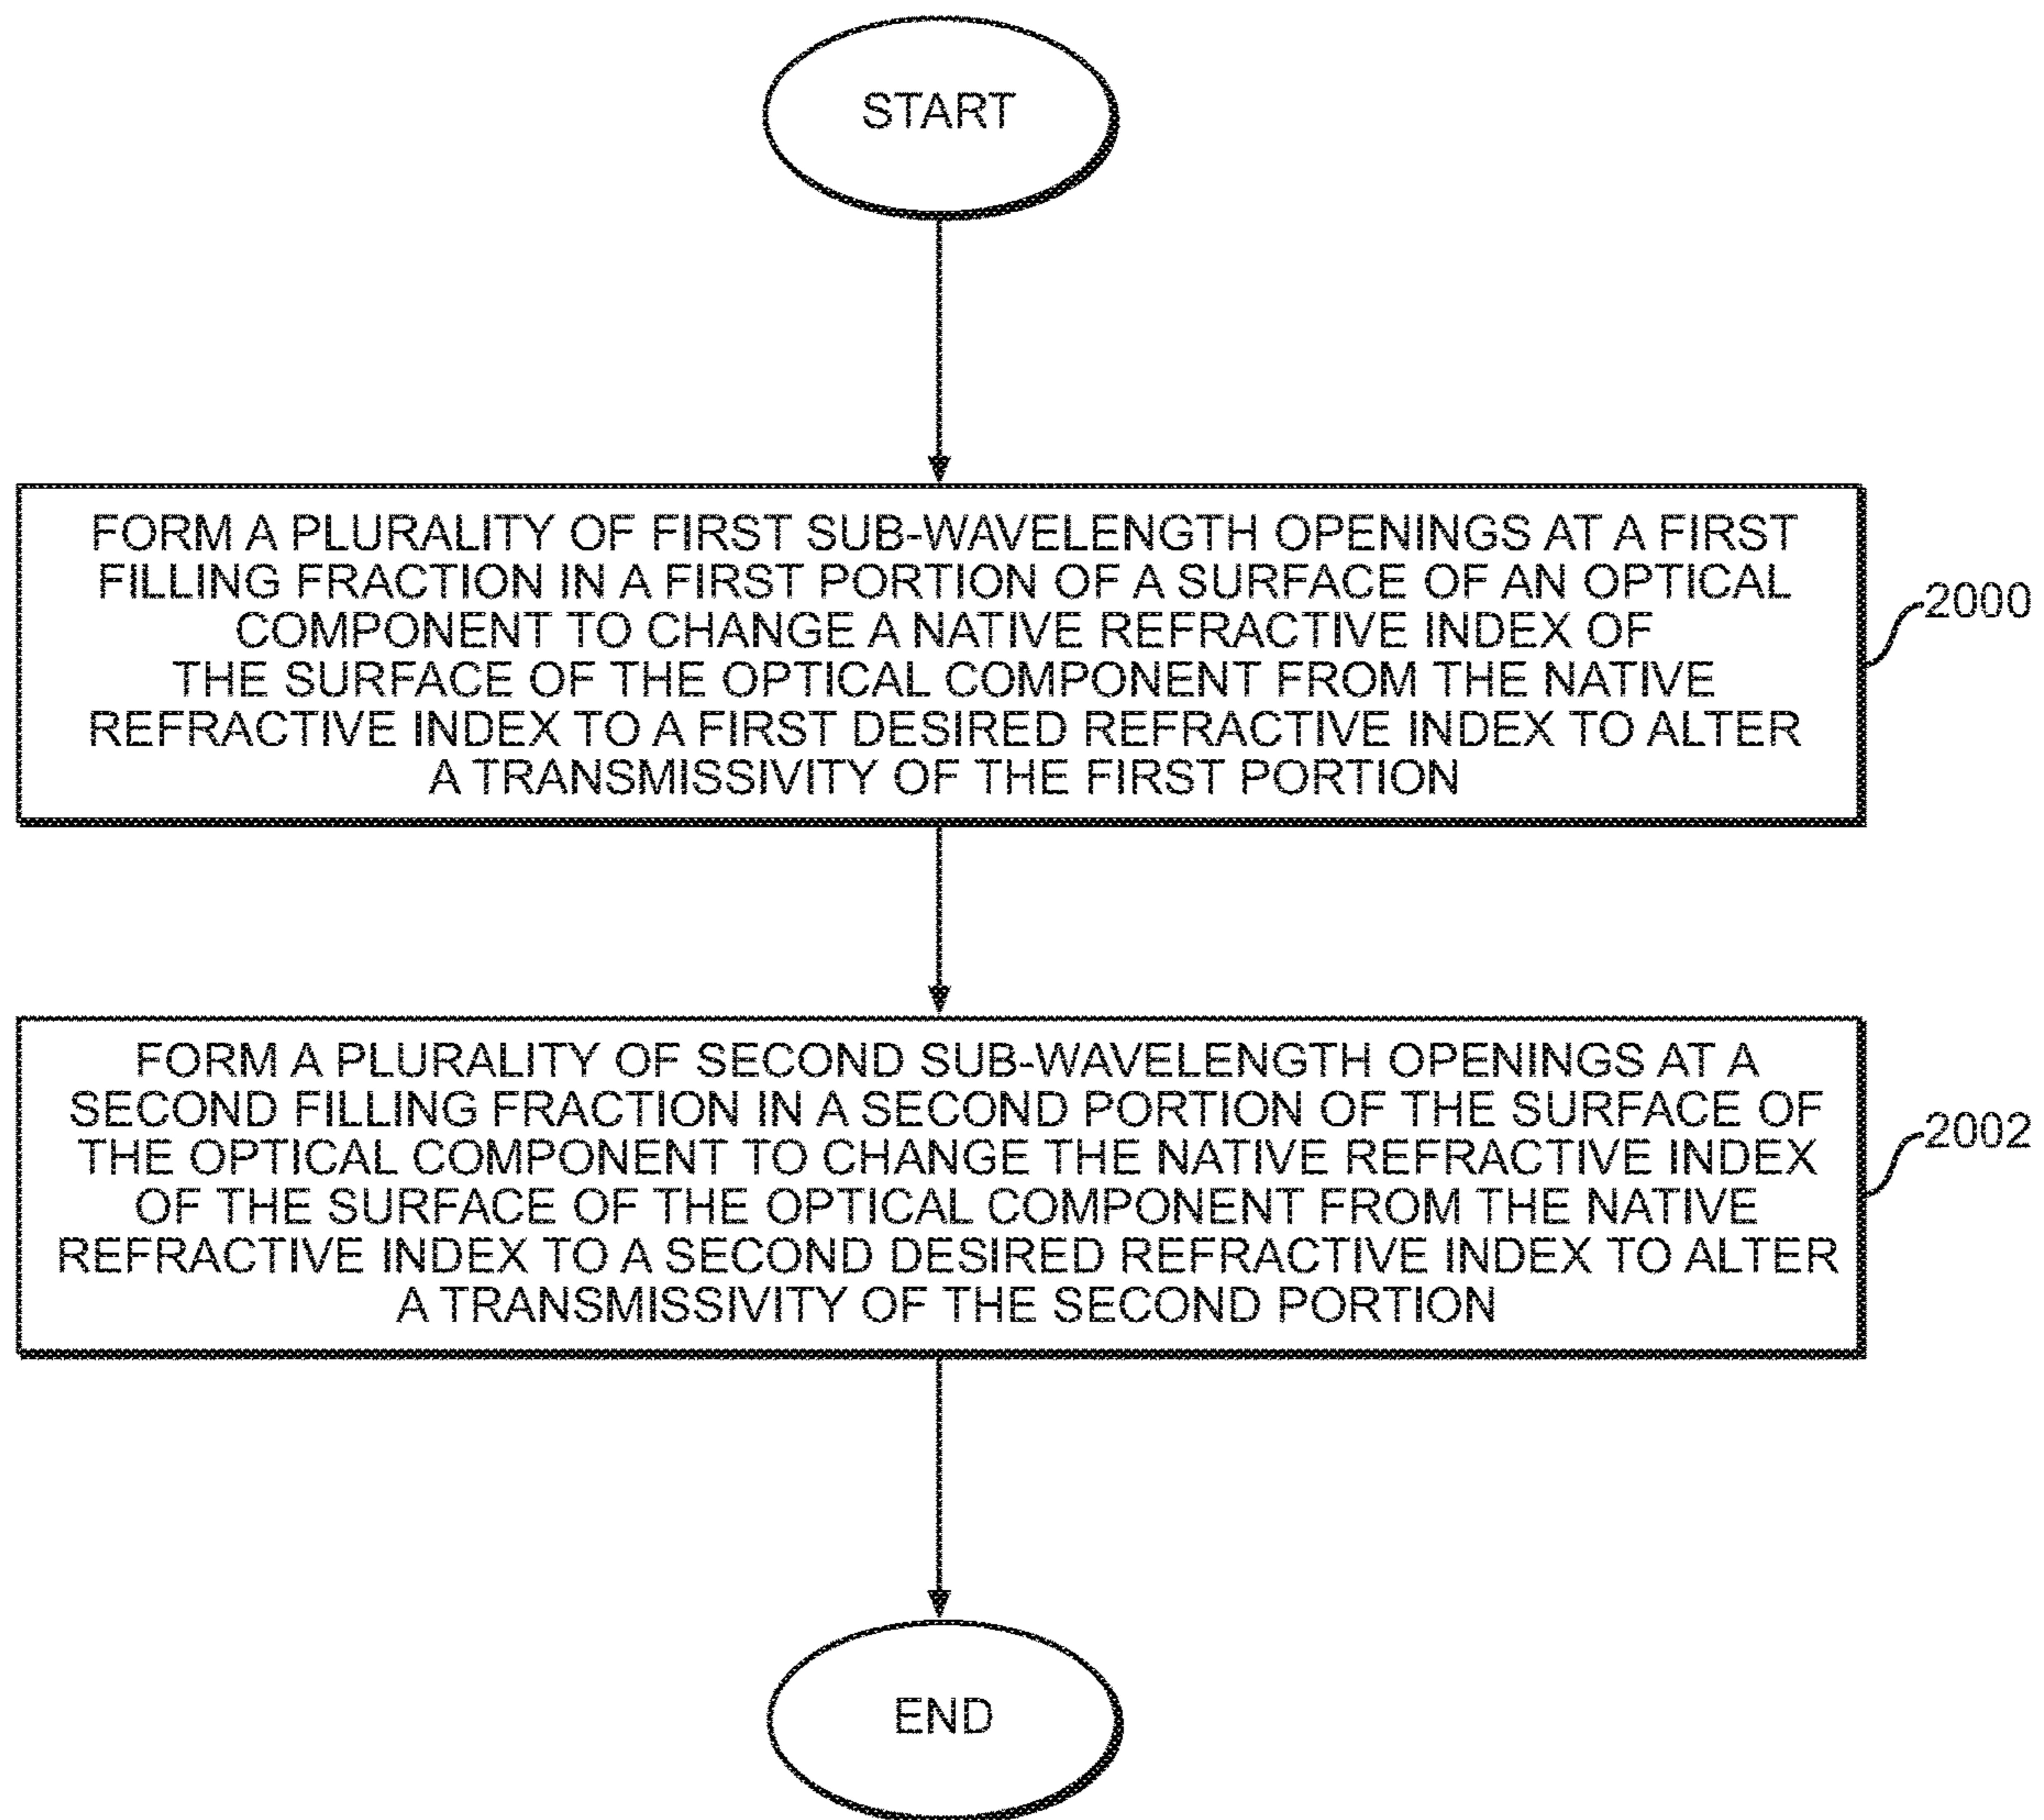 START
FORM A PLURALITY OF FIRST SUB-WAVELENGTH OPENINGS AT A FIRST
FILLING FRACTION IN A FIRST PORTION OF A SURFACE OF AN OPTICAL
COMPONENT TO CHANGE A NATIVE REFRACTIVE INDEX OF
THE SURFACE OF THE OPTICAL COMPONENT FROM THE NATIVE
REFRACTIVE INDEX TO A FIRST DESIRED REFRACTIVE INDEX TO ALTER
A TRANSMISSIVITY OF THE FIRST PORTION
2000
FORM A PLURALITY OF SECOND SUB-WAVELENGTH OPENINGS AT A
SECOND FILLING FRACTION IN A SECOND PORTION OF THE SURFACE OF
THE OPTICAL COMPONENT TO CHANGE THE NATIVE REFRACTIVE INDEX
OF THE SURFACE OF THE OPTICAL COMPONENT FROM THE NATIVE
REFRACTIVE INDEX TO A SECOND DESIRED REFRACTIVE INDEX TO ALTER
A TRANSMISSIVITY OF THE SECOND PORTION
2002
END